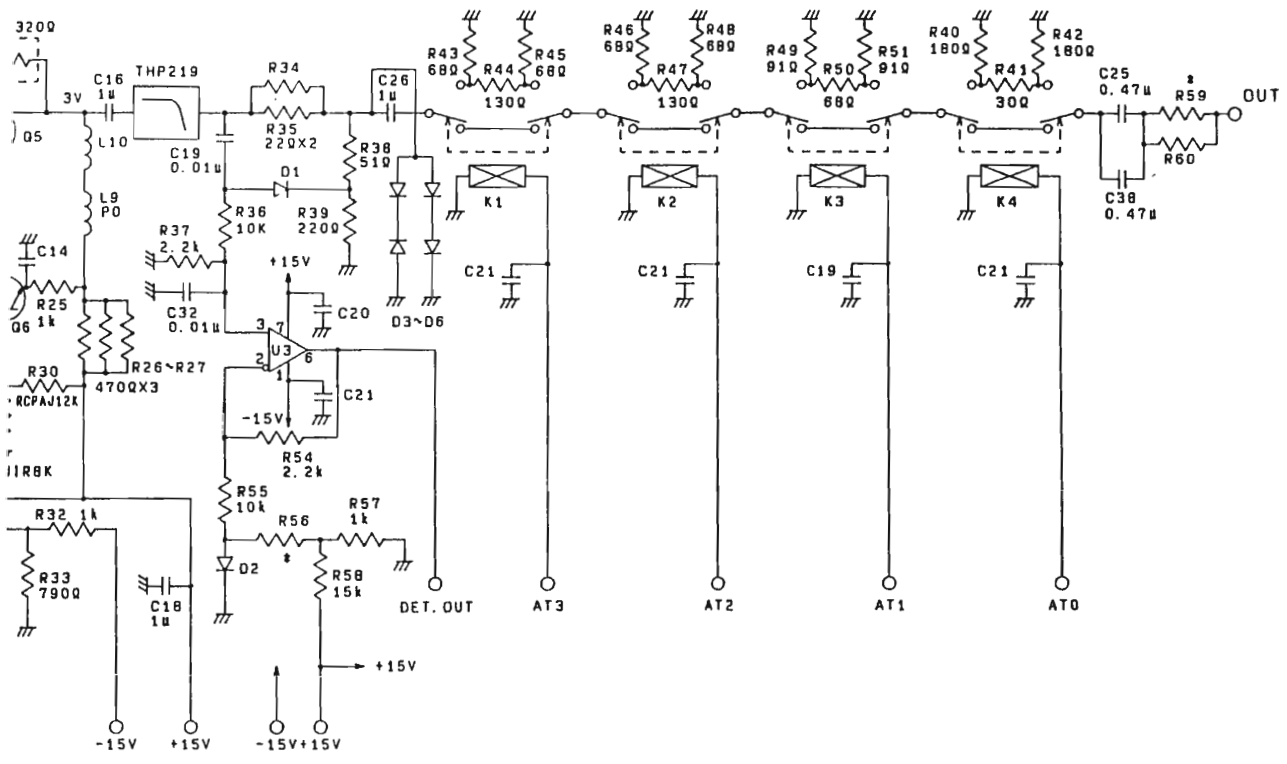 320Ω
Q5
3V
C16
1μ
THP219
R34
R35
22Ω×2
C26
1μ
L10
L9
P0
C19
0.01μ
D1
R38
51Ω
R39
220Ω
R36
10K
R37
2.2k
C32
0.01μ
C14
R25
1k
Q6
R30
RCPAJ12K
R26~R27
470Ω×3
J1R8K
R32 1k
R33
790Ω
C18
1μ
-15V
+15V
+15V
C20
3
7
U3
2
6
1
C21
-15V
R54
2.2k
R55
10k
R56
*
R57
1k
D2
R58
15k
+15V
-15V
+15V
D3~D6
DET. OUT
R43
68Ω
R44
130Ω
R45
68Ω
K1
C21
AT3
R46
68Ω
R47
130Ω
R48
68Ω
K2
C21
AT2
R49
91Ω
R50
68Ω
R51
91Ω
K3
C19
AT1
R40
180Ω
R41
30Ω
R42
180Ω
K4
C21
AT0
C25
0.47μ
*
R59
R60
C38
0.47μ
OUT